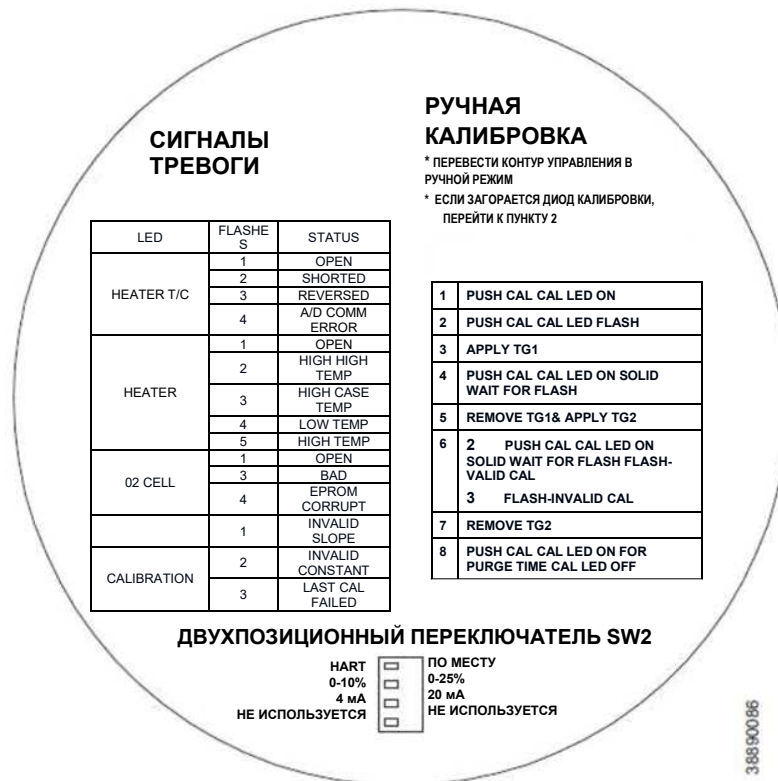 СИГНАЛЫ
ТРЕВОГИ
LED FLASHE STATUS
S
HEATER T/C
1 OPEN
2 SHORTED
3 REVERSED
4 A/D COMM
ERROR
HEATER
1 OPEN
2 HIGH HIGH
TEMP
3 HIGH CASE
TEMP
4 LOW TEMP
5 HIGH TEMP
02 CELL
1 OPEN
3 BAD
4 EPROM
CORRUPT
1 INVALID
SLOPE
CALIBRATION
2 INVALID
CONSTANT
3 LAST CAL
FAILED
РУЧНАЯ
КАЛИБРОВКА
* ПЕРЕВЕСТИ КОНТУР УПРАВЛЕНИЯ В
РУЧНОЙ РЕЖИМ
* ЕСЛИ ЗАГОРАЕТСЯ ДИОД КАЛИБРОВКИ,
ПЕРЕЙТИ К ПУНКТУ 2
1 PUSH CAL CAL LED ON
2 PUSH CAL CAL LED FLASH
3 APPLY TG1
4 PUSH CAL CAL LED ON SOLID
WAIT FOR FLASH
5 REMOVE TG1& APPLY TG2
6 2 PUSH CAL CAL LED ON
SOLID WAIT FOR FLASH FLASH-
VALID CAL
3 FLASH-INVALID CAL
7 REMOVE TG2
8 PUSH CAL CAL LED ON FOR
PURGE TIME CAL LED OFF
ДВУХПОЗИЦИОННЫЙ ПЕРЕКЛЮЧАТЕЛЬ SW2
HART ПО МЕСТУ
0-10% 0-25%
4 мА 20 мА
НЕ ИСПОЛЬЗУЕТСЯ НЕ ИСПОЛЬЗУЕТСЯ
38890086